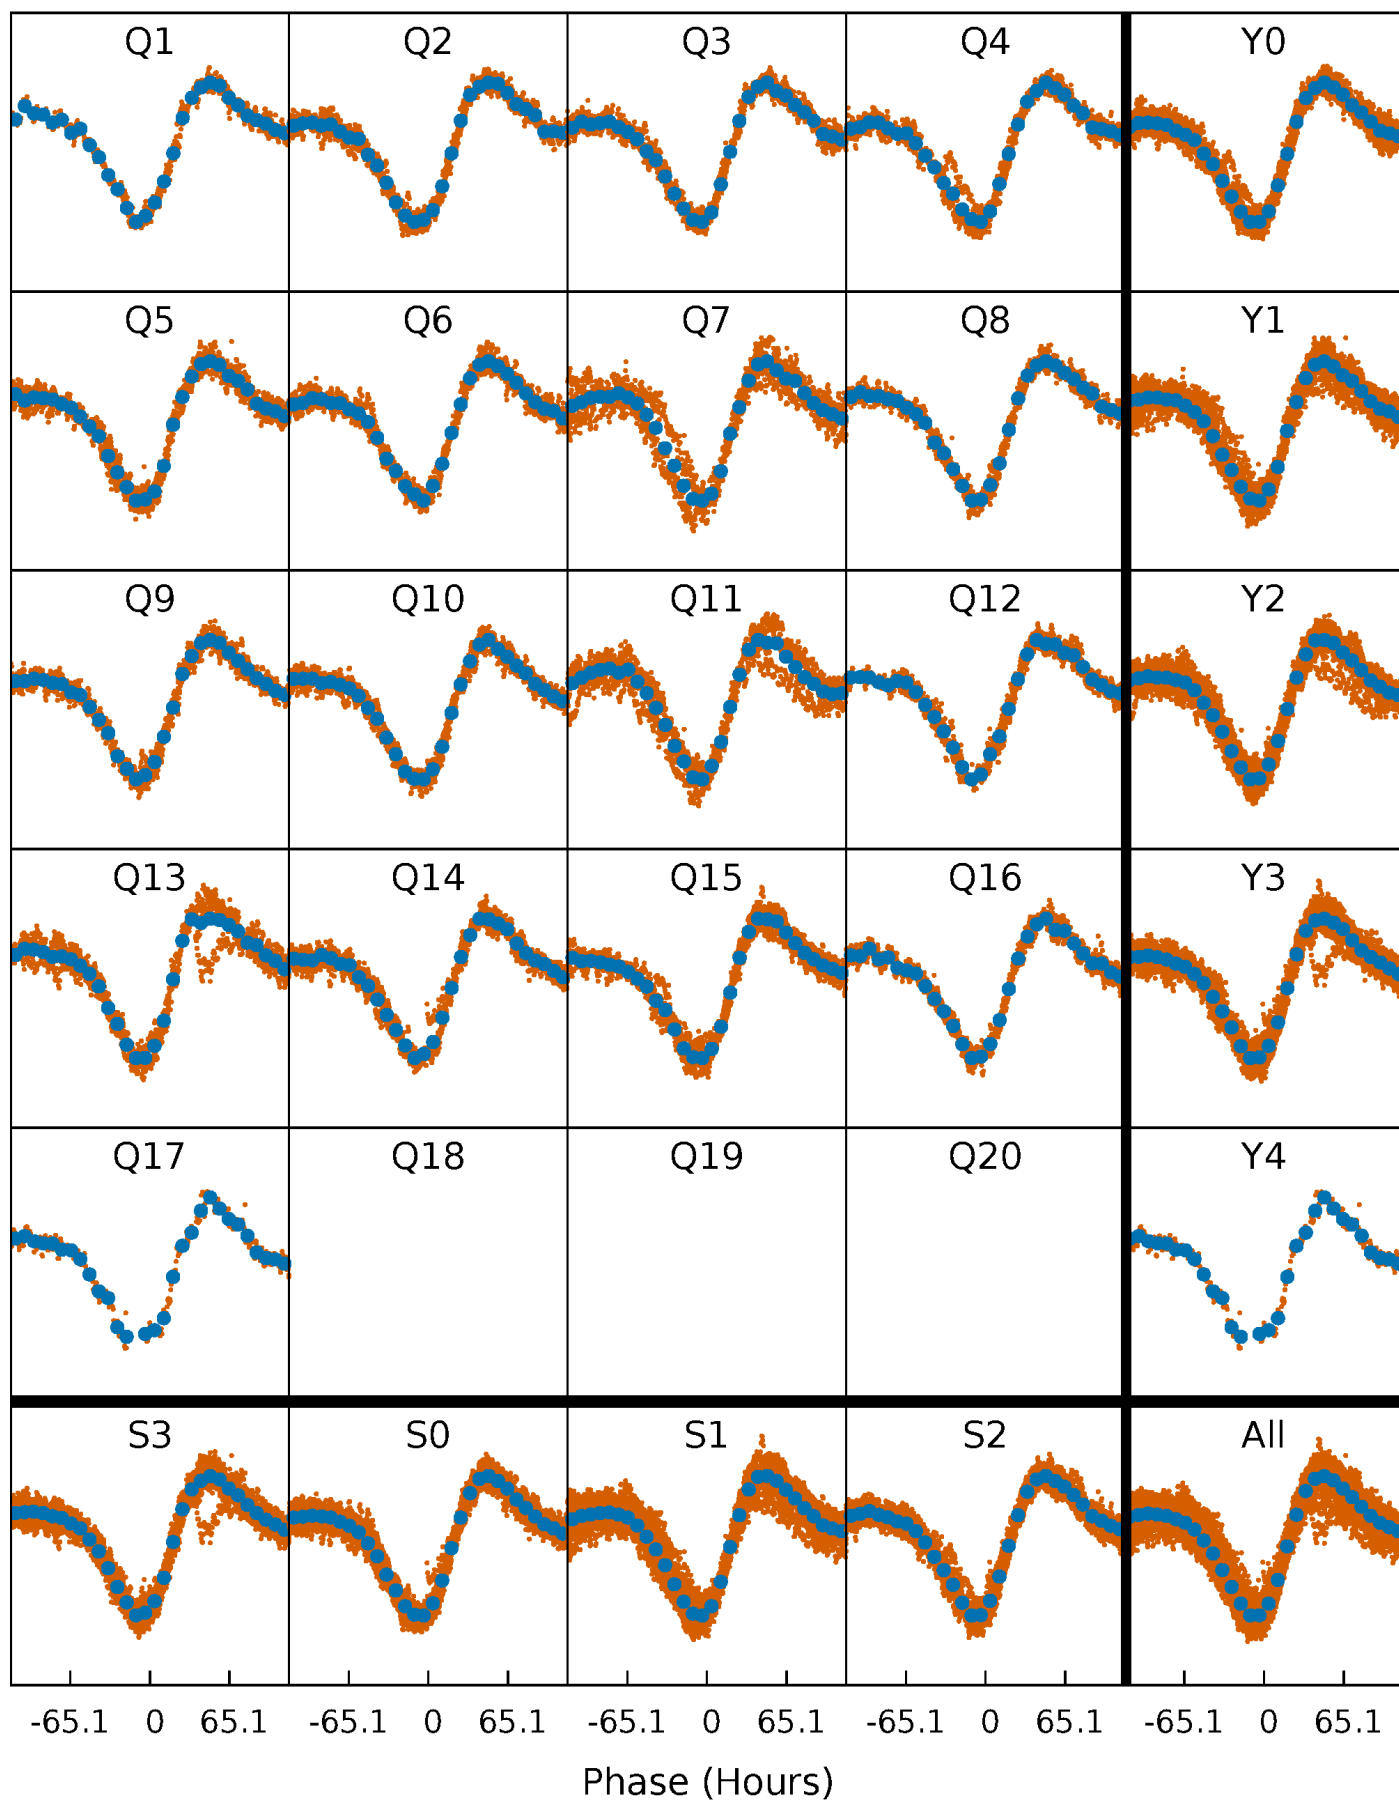 Q1 Q2 Q3 Q4 Y0
Q5 Q6 Q7 Q8 Y1
Q9 Q10 Q11 Q12 Y2
Q13 Q14 Q15 Q16 Y3
Q17 Q18 Q19 Q20 Y4
S3 S0 S1 S2 All
-65.1 0 65.1 -65.1 0 65.1 -65.1 0 65.1 -65.1 0 65.1 -65.1 0 65.1
Phase (Hours)